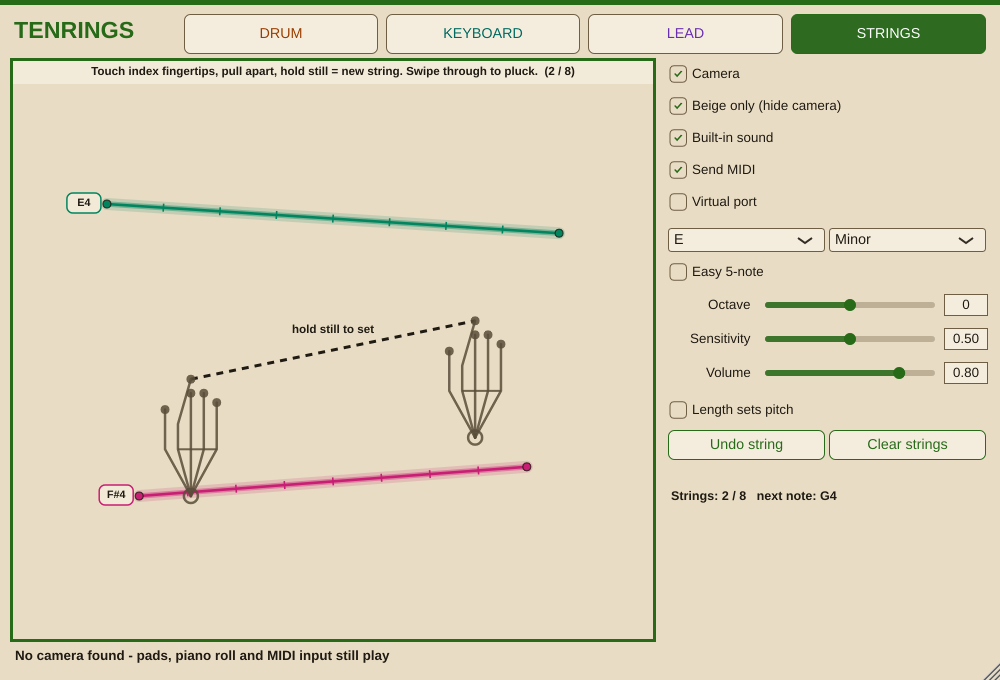 TENRINGS
DRUM
KEYBOARD
LEAD
STRINGS
Touch index fingertips, pull apart, hold still = new string. Swipe through to pluck.  (2 / 8)
E4
hold still to set
F#4
Camera
Beige only (hide camera)
Built-in sound
Send MIDI
Virtual port
E
Minor
Easy 5-note
Octave
0
Sensitivity
0.50
Volume
0.80
Length sets pitch
Undo string
Clear strings
Strings: 2 / 8   next note: G4
No camera found - pads, piano roll and MIDI input still play